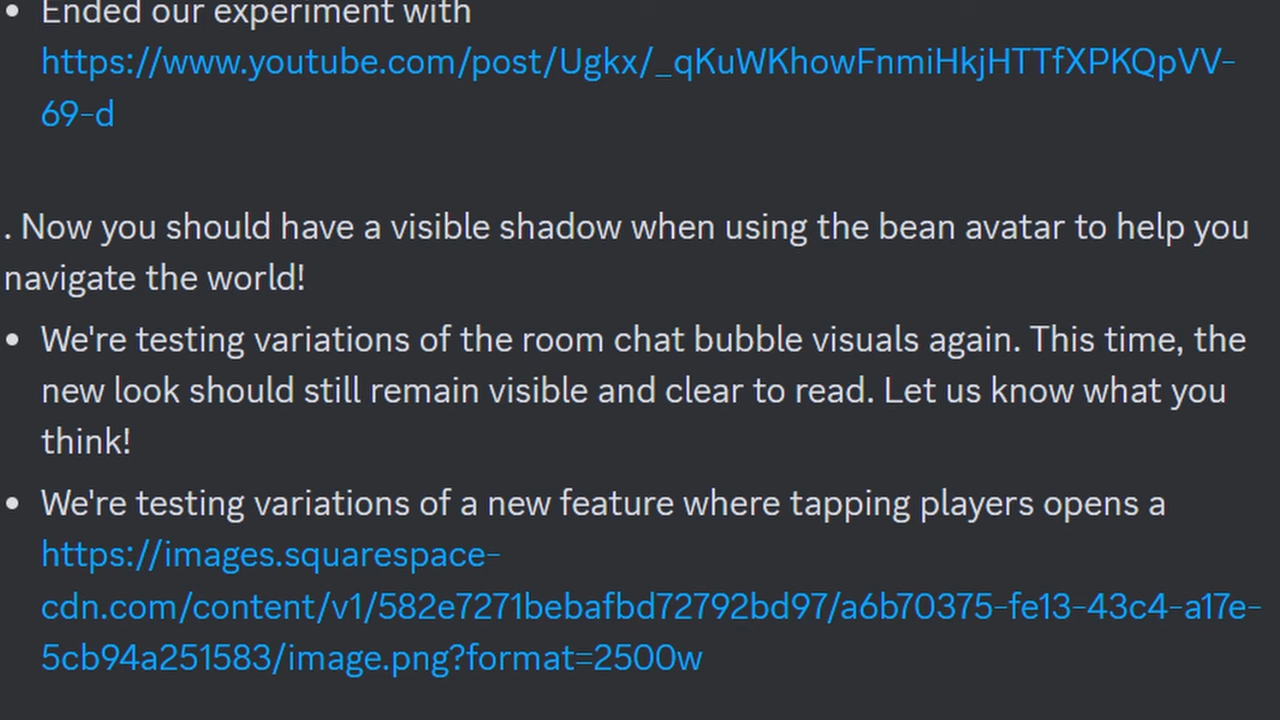 • Ended our experiment with
https://www.youtube.com/post/Ugkx/_qKuWKhowFnmiHkjHTTfXPKQpVV-
69-d
. Now you should have a visible shadow when using the bean avatar to help you
navigate the world!
• We're testing variations of the room chat bubble visuals again. This time, the
new look should still remain visible and clear to read. Let us know what you
think!
• We're testing variations of a new feature where tapping players opens a
https://images.squarespace-
cdn.com/content/v1/582e7271bebafbd72792bd97/a6b70375-fe13-43c4-a17e-
5cb94a251583/image.png?format=2500w